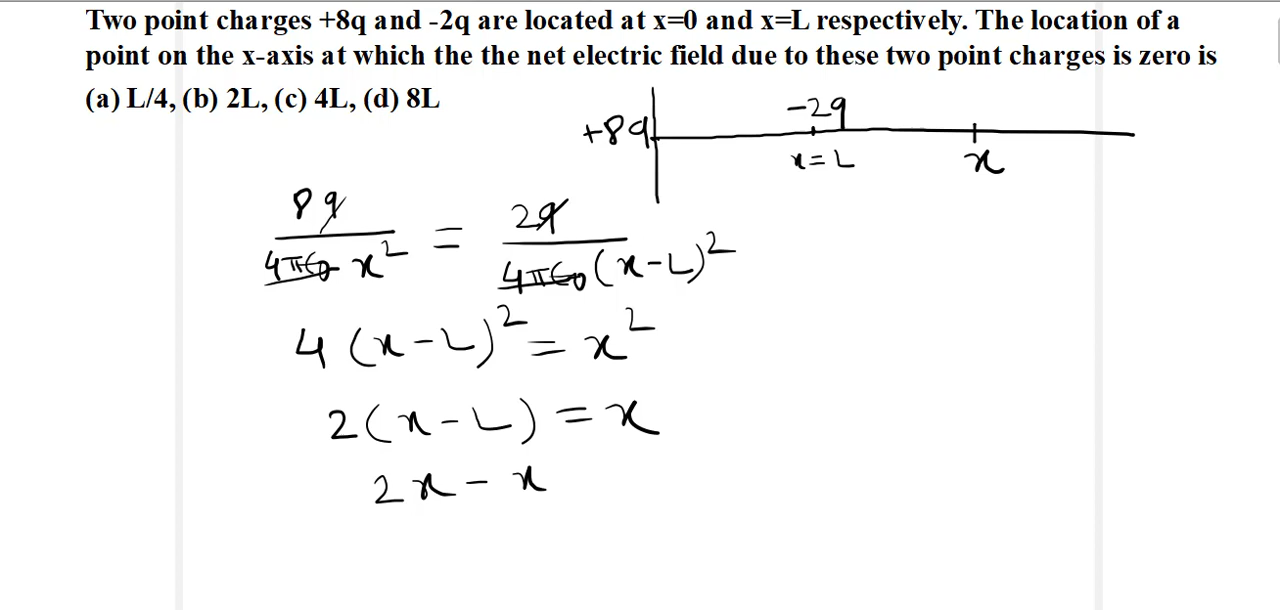 Two point charges +8q and -2q are located at x=0 and x=L respectively. The location of a
point on the x-axis at which the the net electric field due to these two point charges is zero is
(a) L/4, (b) 2L, (c) 4L, (d) 8L
+8q -2q
x=L x
8q/(4πϵ0 x²) = 2q/(4πϵ0 (x-L)²)
4(x-L)² = x²
2(x-L) = x
2x - x